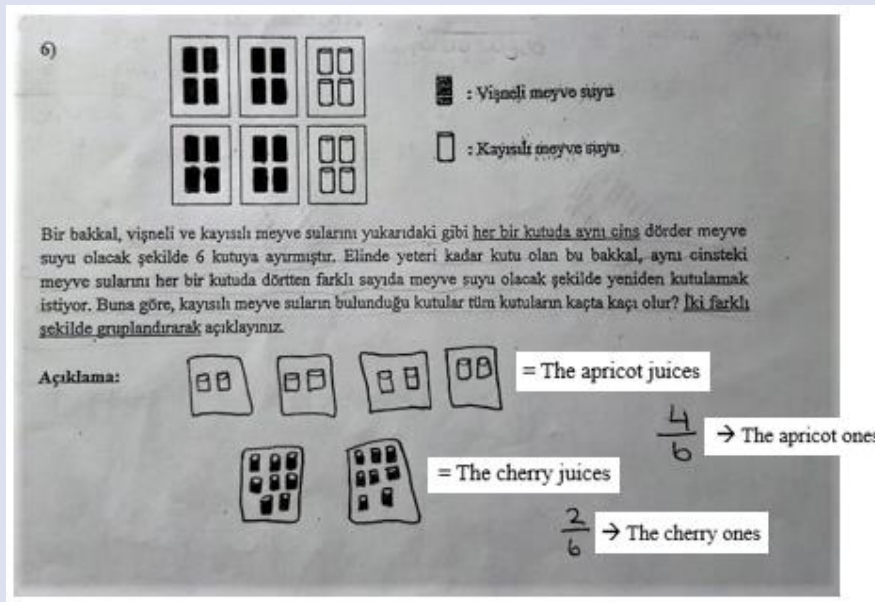 6)
: Vişneli meyve suyu
: Kayısılı meyve suyu
Bir bakkal, vişneli ve kayısılı meyve sularını yukarıdaki gibi her bir kutuda aynı cins dörder meyve
suyu olacak şekilde 6 kutuya ayırmıştır. Elinde yeteri kadar kutu olan bu bakkal, aynı cinsteki
meyve sularını her bir kutuda dörtten farklı sayıda meyve suyu olacak şekilde yeniden kutulamak
istiyor. Buna göre, kayısılı meyve suların bulunduğu kutular tüm kutuların kaçta kaçı olur? İki farklı
şekilde gruplandırarak açıklayınız.
Açıklama:
= The apricot juices
4/6 → The apricot ones
= The cherry juices
2/6 → The cherry ones